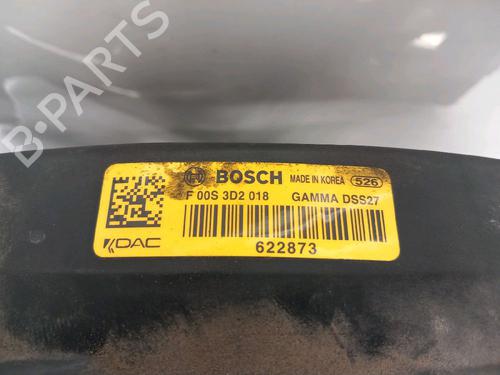 BOSCH MADE IN KOREA 526
F 00S 3D2 018 GAMMA DSS27
DAC 622873
B-PARTS